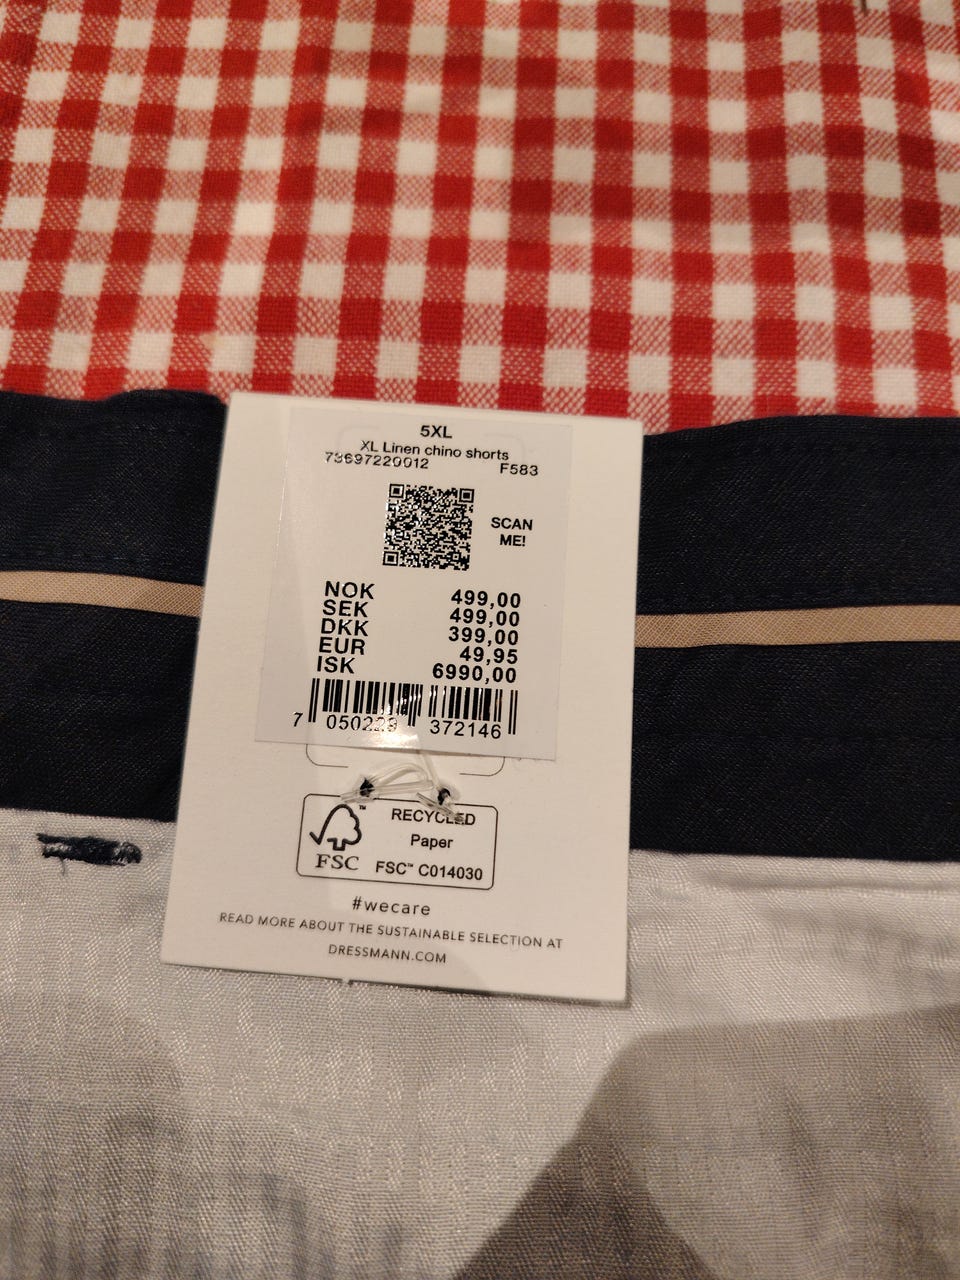 5XL
XL Linen chino shorts
73697220012 F583
SCAN
ME!
NOK 499,00
SEK 499,00
DKK 399,00
EUR 49,95
ISK 6990,00
7 050229 372146
RECYCLED
Paper
FSC™ FSC™ C014030
#wecare
READ MORE ABOUT THE SUSTAINABLE SELECTION AT
DRESSMANN.COM